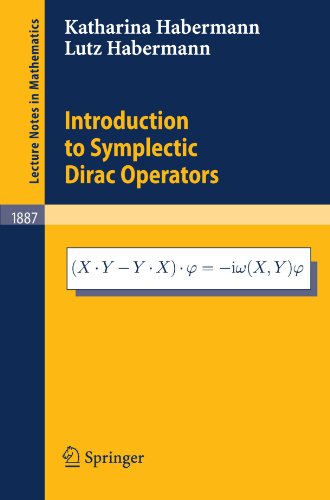 Katharina Habermann
Lutz Habermann
Lecture Notes in Mathematics
Introduction
to Symplectic
Dirac Operators
1887
(X · Y − Y · X) · φ = −iω(X, Y)φ
Springer